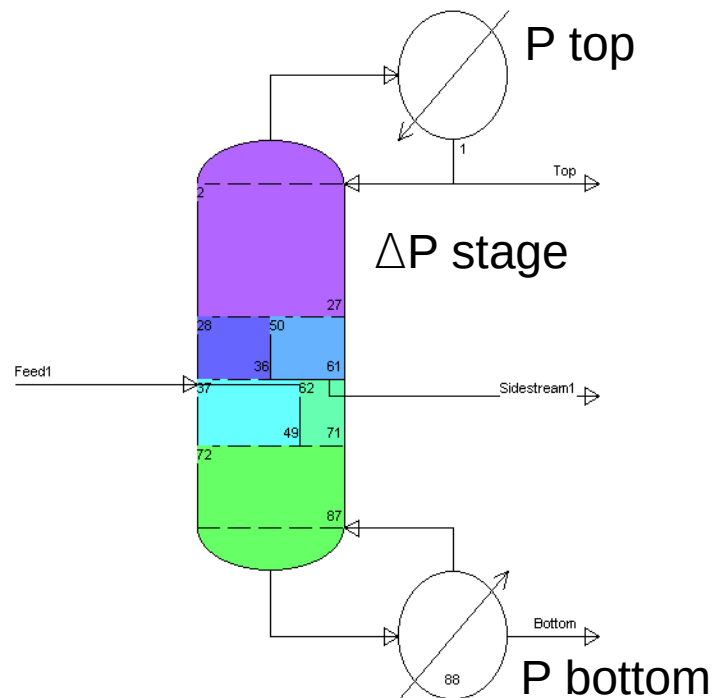 P top
1
Top
2
ΔP stage
27
28
50
36
61
Feed1
37
62
Sidestream1
49
71
72
87
Bottom
88
P bottom